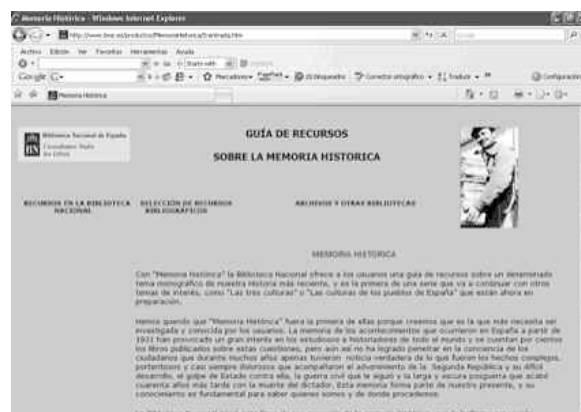 Memoria Histórica - Windows Internet Explorer
Archivo Edición Ver Favoritos Herramientas Ayuda
Google
Marcadores
Corrector ortográfico
Traducir
Configuración
Memoria Histórica
Biblioteca Nacional de España
GUÍA DE RECURSOS
SOBRE LA MEMORIA HISTORICA
RECURSOS EN LA BIBLIOTECA SELECCIÓN DE RECURSOS ARCHIVOS Y OTRAS BIBLIOTECAS
NACIONAL BIBLIOGRÁFICOS
MEMORIA HISTORICA
Con "Memoria histórica" la Biblioteca Nacional ofrece a los usuarios una guía de recursos sobre un determinado
tema monográfico de nuestra Historia más reciente, y es la primera de una serie que va a continuar con otros
temas de interés, como "Las tres culturas" o "Las culturas de los pueblos de España" que están ahora en
preparación.
Hemos querido que "Memoria Histórica" fuera la primera de ellas porque creemos que es la que más necesita ser
investigada y conocida por los usuarios. La memoria de los acontecimientos que ocurrieron en España a partir de
1931 han provocado un gran interés en los estudiosos e historiadores de todo el mundo y se cuentan por cientos
los libros publicados sobre estas cuestiones, pero aún así no ha logrado penetrar en la conciencia de los
ciudadanos que durante muchos años apenas tuvieron noticia verdadera de lo que fueron los hechos complejos,
portentosos y casi siempre dolorosos que acompañaron el advenimiento de la Segunda República y su difícil
desarrollo, el golpe de Estado contra ella, la guerra civil que le siguió y la larga y oscura posguerra que acabó
cuarenta años más tarde con la muerte del dictador. Esta memoria forma parte de nuestro presente, y su
conocimiento es fundamental para saber quienes somos y de donde procedemos.